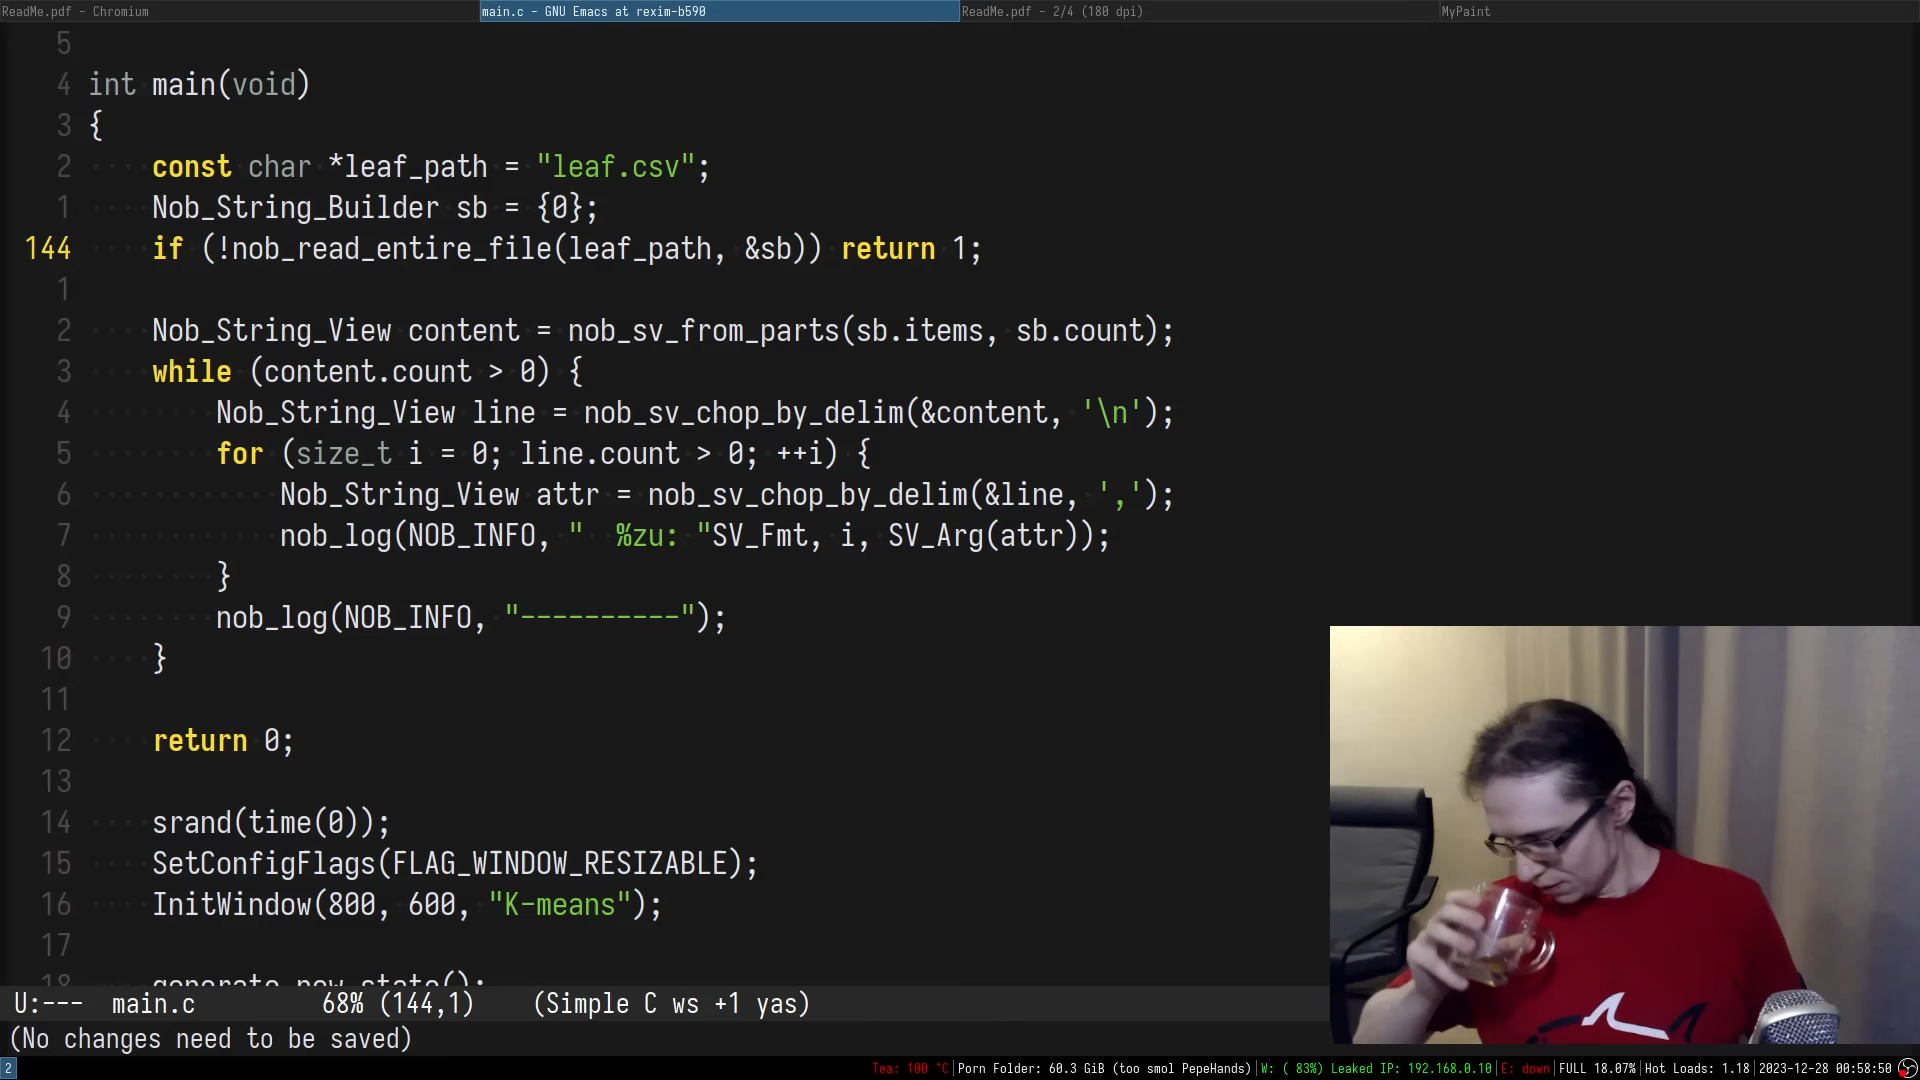 ReadMe.pdf - Chromium
main.c - GNU Emacs at rexim-b590
ReadMe.pdf - 2/4 (180 dpi)
MyPaint
5
4 int main(void)
3 {
2 const char *leaf_path = "leaf.csv";
1 Nob_String_Builder sb = {0};
144 if (!nob_read_entire_file(leaf_path, &sb)) return 1;
1
2 Nob_String_View content = nob_sv_from_parts(sb.items, sb.count);
3 while (content.count > 0) {
4 Nob_String_View line = nob_sv_chop_by_delim(&content, '\n');
5 for (size_t i = 0; line.count > 0; ++i) {
6 Nob_String_View attr = nob_sv_chop_by_delim(&line, ',');
7 nob_log(NOB_INFO, "  %zu: "SV_Fmt, i, SV_Arg(attr));
8 }
9 nob_log(NOB_INFO, "----------");
10 }
11
12 return 0;
13
14 srand(time(0));
15 SetConfigFlags(FLAG_WINDOW_RESIZABLE);
16 InitWindow(800, 600, "K-means");
17
18 generate_new_state();
U:--- main.c 68% (144,1) (Simple C ws +1 yas)
(No changes need to be saved)
2
Tea: 100 °C|Porn Folder: 60.3 GiB (too smol PepeHands)|W: ( 83%) Leaked IP: 192.168.0.10|E: down|FULL 18.07%|Hot Loads: 1.18|2023-12-28 00:58:50